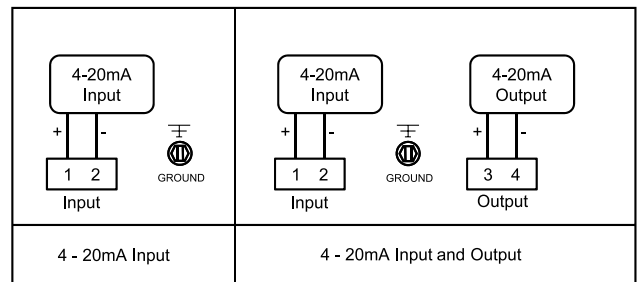 4-20mA
Input
+ -
1 2
Input
GROUND
4-20mA
Input
+ -
1 2
Input
GROUND
4-20mA
Output
+ -
3 4
Output
4 - 20mA Input
4 - 20mA Input and Output